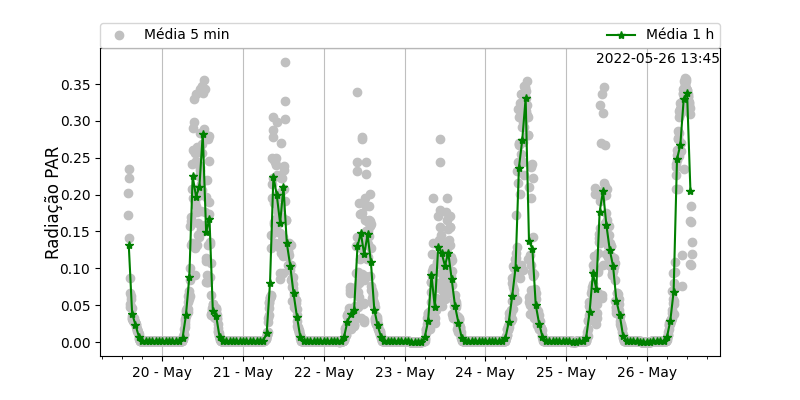 Média 5 min
Média 1 h
2022-05-26 13:45
Radiação PAR
0.35
0.30
0.25
0.20
0.15
0.10
0.05
0.00
20 - May
21 - May
22 - May
23 - May
24 - May
25 - May
26 - May